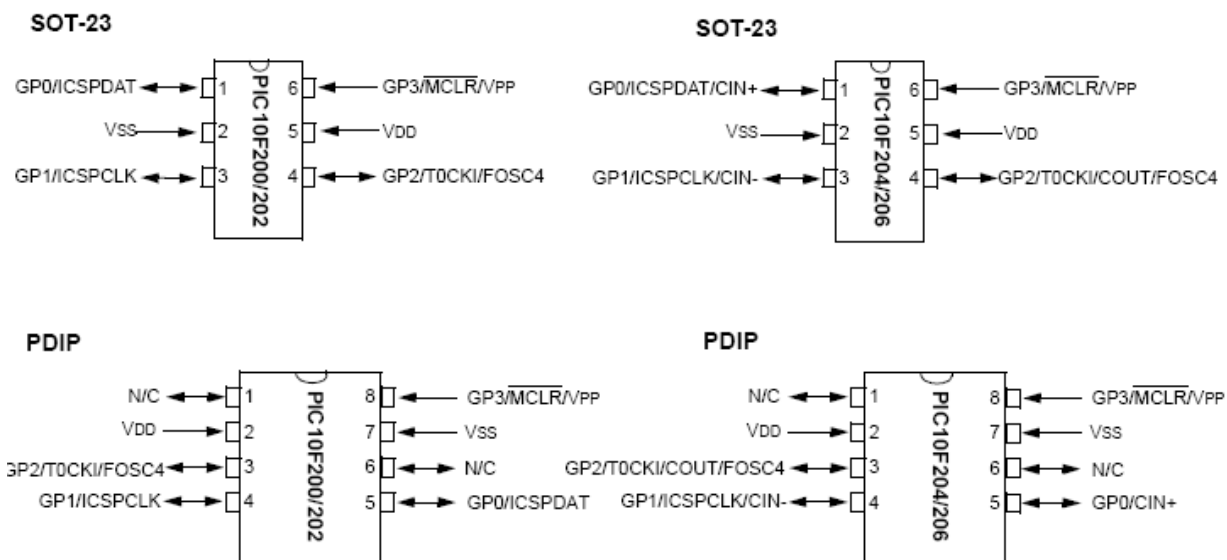 SOT-23
GP0/ICSPDAT
VSS
GP1/ICSPCLK
1
2
3
PIC10F200/202
6
5
4
GP3/MCLR/VPP
VDD
GP2/T0CKI/FOSC4
SOT-23
GP0/ICSPDAT/CIN+
VSS
GP1/ICSPCLK/CIN-
1
2
3
PIC10F204/206
6
5
4
GP3/MCLR/VPP
VDD
GP2/T0CKI/COUT/FOSC4
PDIP
N/C
VDD
GP2/T0CKI/FOSC4
GP1/ICSPCLK
1
2
3
4
PIC10F200/202
8
7
6
5
GP3/MCLR/VPP
VSS
N/C
GP0/ICSPDAT
PDIP
N/C
VDD
GP2/T0CKI/COUT/FOSC4
GP1/ICSPCLK/CIN-
1
2
3
4
PIC10F204/206
8
7
6
5
GP3/MCLR/VPP
VSS
N/C
GP0/CIN+